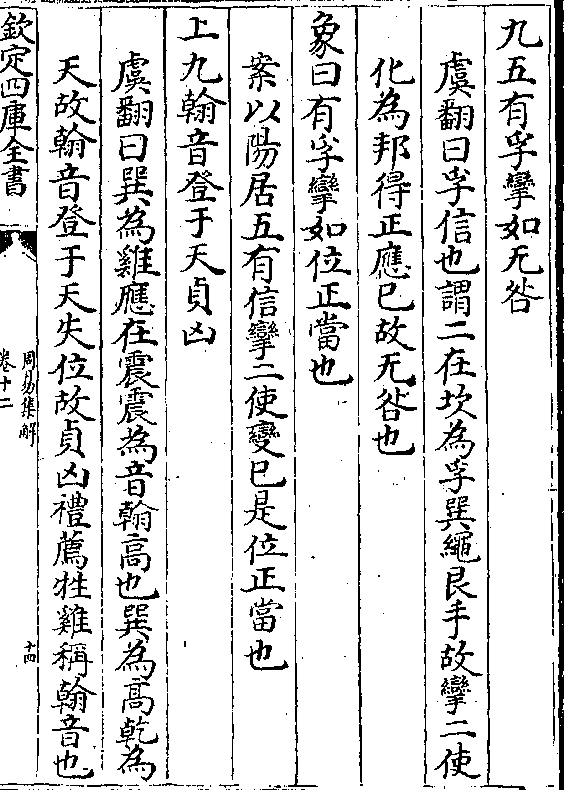 九五有孚攣如无咎
虞翻曰孚信也謂二在坎為孚巽繩艮手故攣二使
化為邦得正應已故无咎也
象曰有孚攣如位正當也
案以陽居五有信攣二使變已是位正當也
上九翰音登于天貞凶
虞翻曰巽為雞應在震震為音翰高也巽為高乾為
天故翰音登于天失位故貞凶禮薦牲雞稱翰音也
欽定四庫全書
周易集解
卷十二
十四